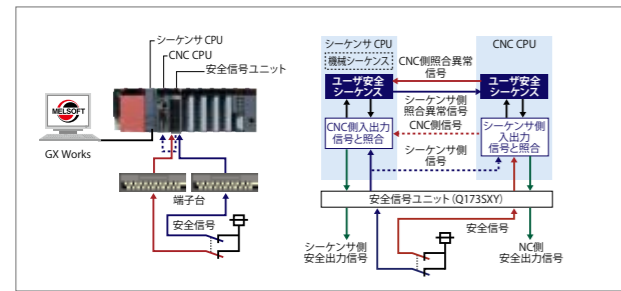 シーケンサ CPU
CNC CPU
安全信号ユニット
MELSOFT
GX Works
端子台
安全信号
シーケンサ CPU
機械シーケンス
ユーザ安全
シーケンス
CNC側入出力
信号と照合
CNC側照合異常
信号
シーケンサ側
照合異常信号
CNC側信号
シーケンサ側
信号
CNC CPU
ユーザ安全
シーケンス
シーケンサ側
入出力
信号と照合
安全信号ユニット(Q173SXY)
安全信号
シーケンサ側
安全出力信号
NC側
安全出力信号